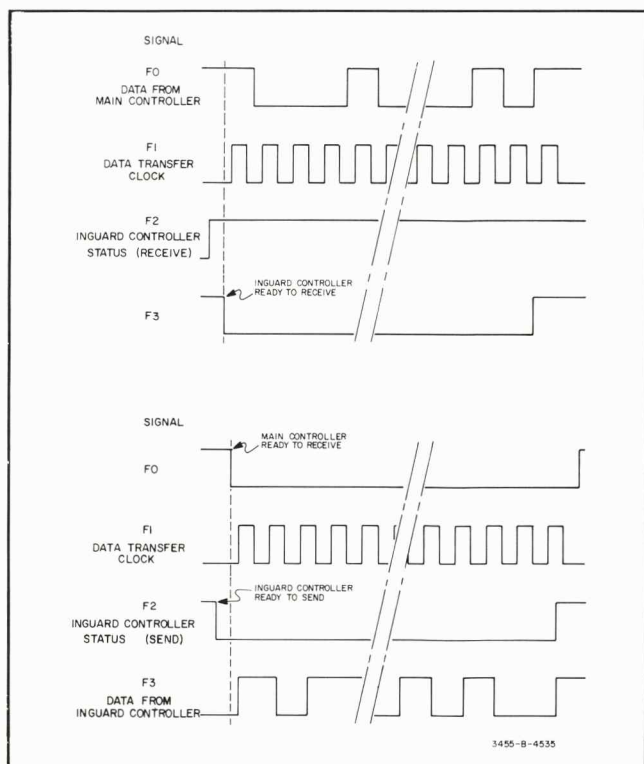 SIGNAL
F0
DATA FROM
MAIN CONTROLLER
F1
DATA TRANSFER
CLOCK
F2
INGUARD CONTROLLER
STATUS (RECEIVE)
INGUARD CONTROLLER
READY TO RECEIVE
F3
SIGNAL
MAIN CONTROLLER
READY TO RECEIVE
F0
F1
DATA TRANSFER
CLOCK
INGUARD CONTROLLER
READY TO SEND
F2
INGUARD CONTROLLER
STATUS (SEND)
F3
DATA FROM
INGUARD CONTROLLER
3455-B-4535